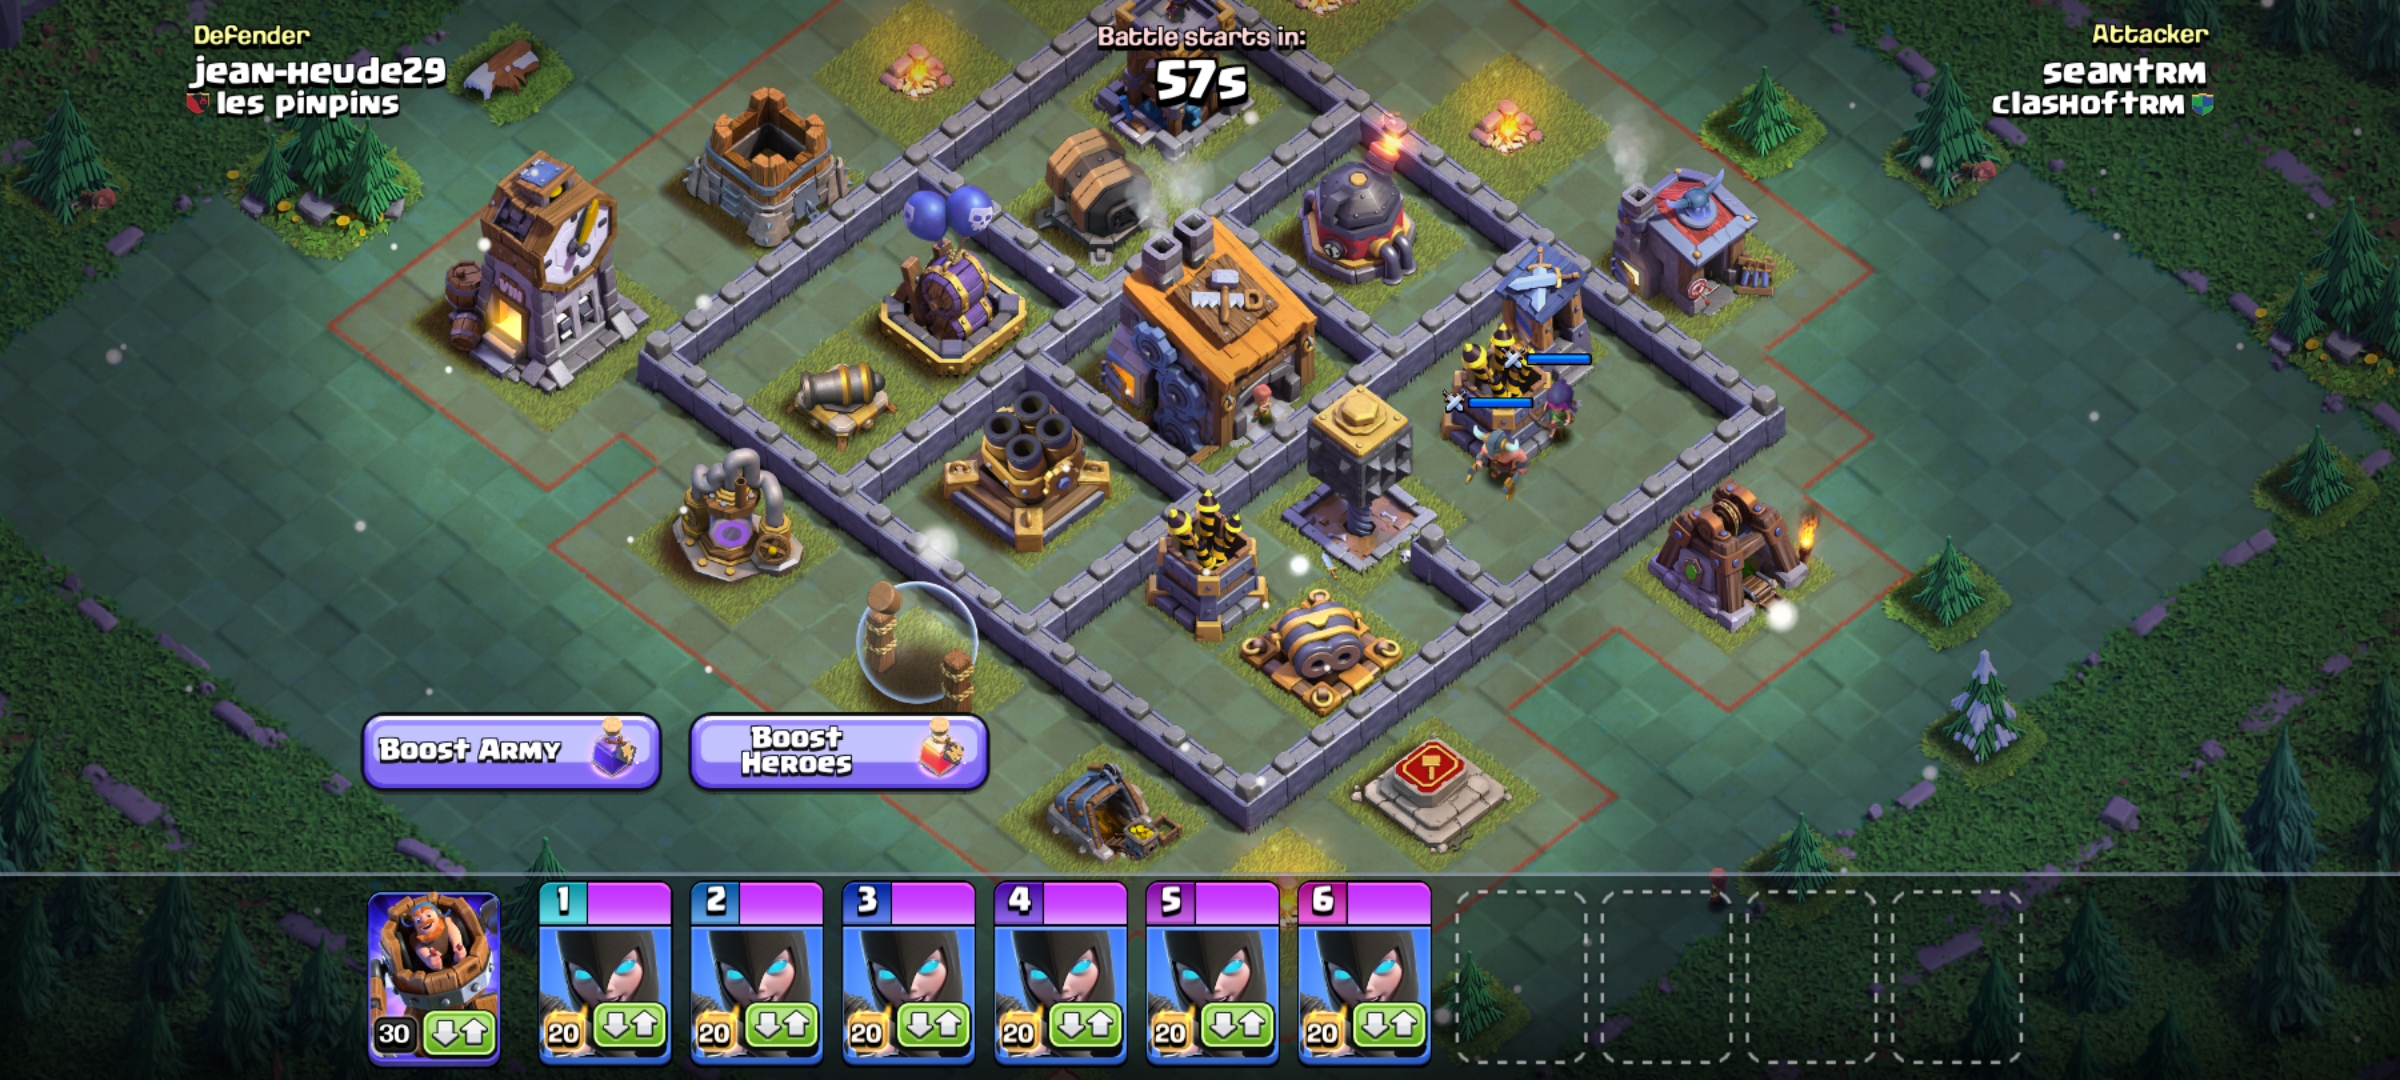 Defender
jean-Heude29
les pinpins
Battle starts in:
57s
Attacker
seantRM
clashoftRM
VIII
Boost Army
Boost Heroes
30
1
20
2
20
3
20
4
20
5
20
6
20